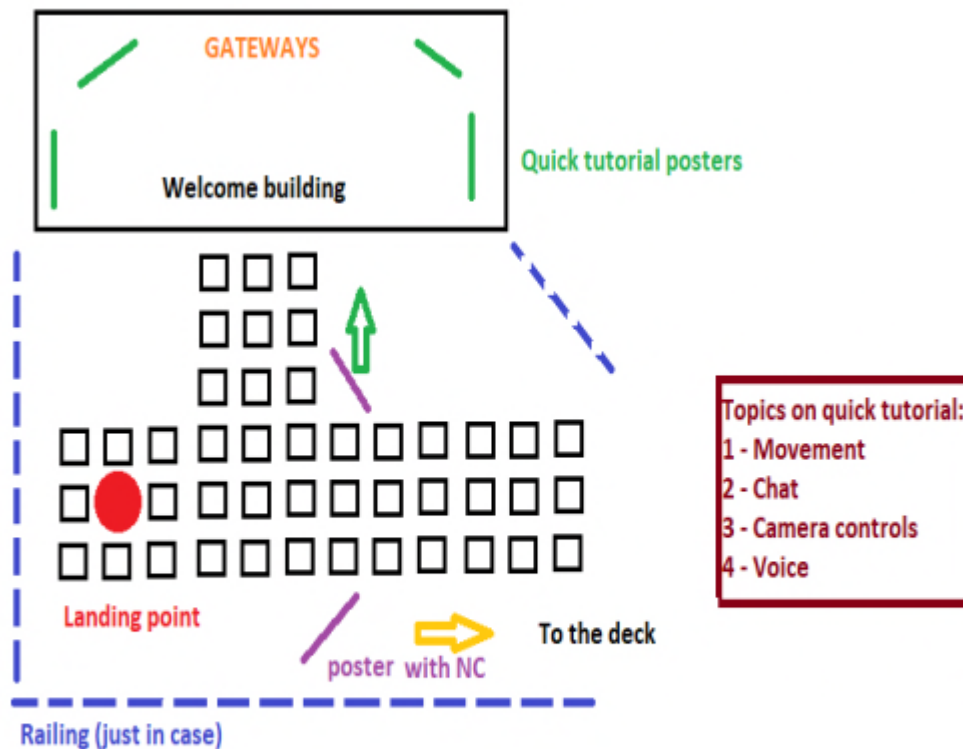 GATEWAYS
Quick tutorial posters
Welcome building
Topics on quick tutorial:
1 - Movement
2 - Chat
3 - Camera controls
4 - Voice
Landing point
To the deck
poster with NC
Railing (just in case)